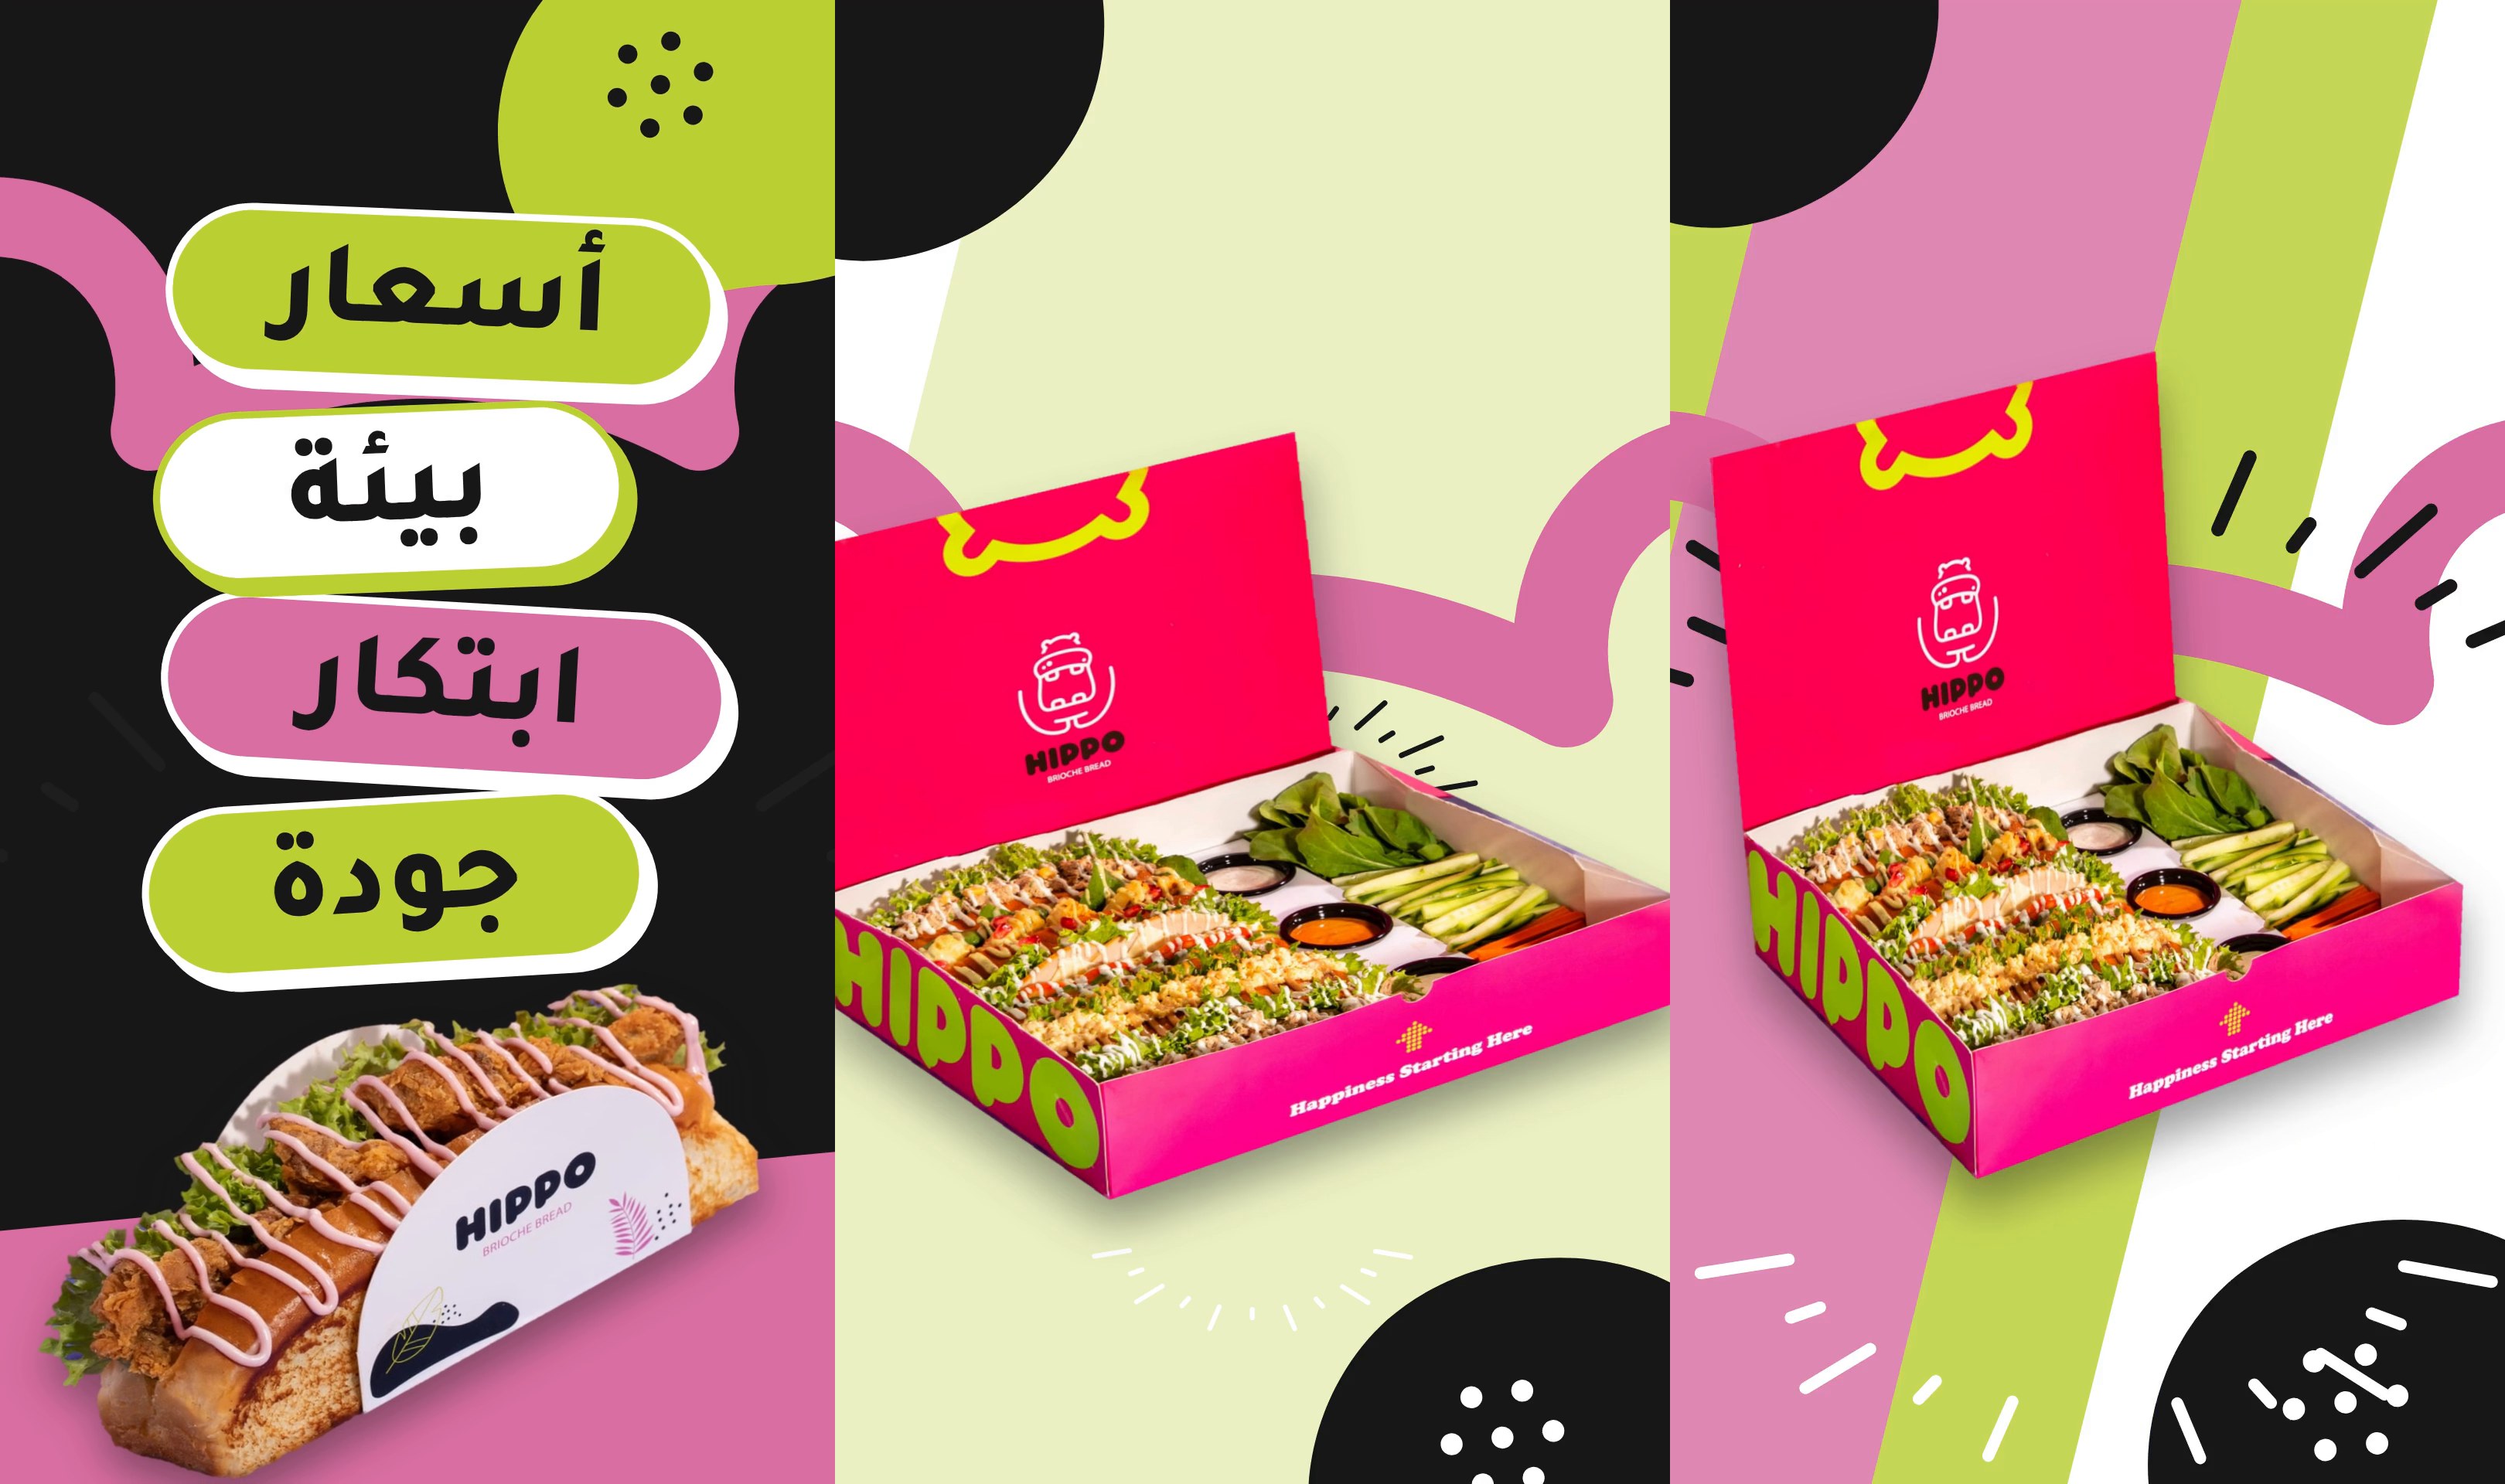 أسعار
بيئة
ابتكار
جودة
HIPPO
BRIOCHE BREAD
HIPPO
BRIOCHE BREAD
HIPPO
Happiness Starting Here
HIPPO
BRIOCHE BREAD
HIPPO
Happiness Starting Here